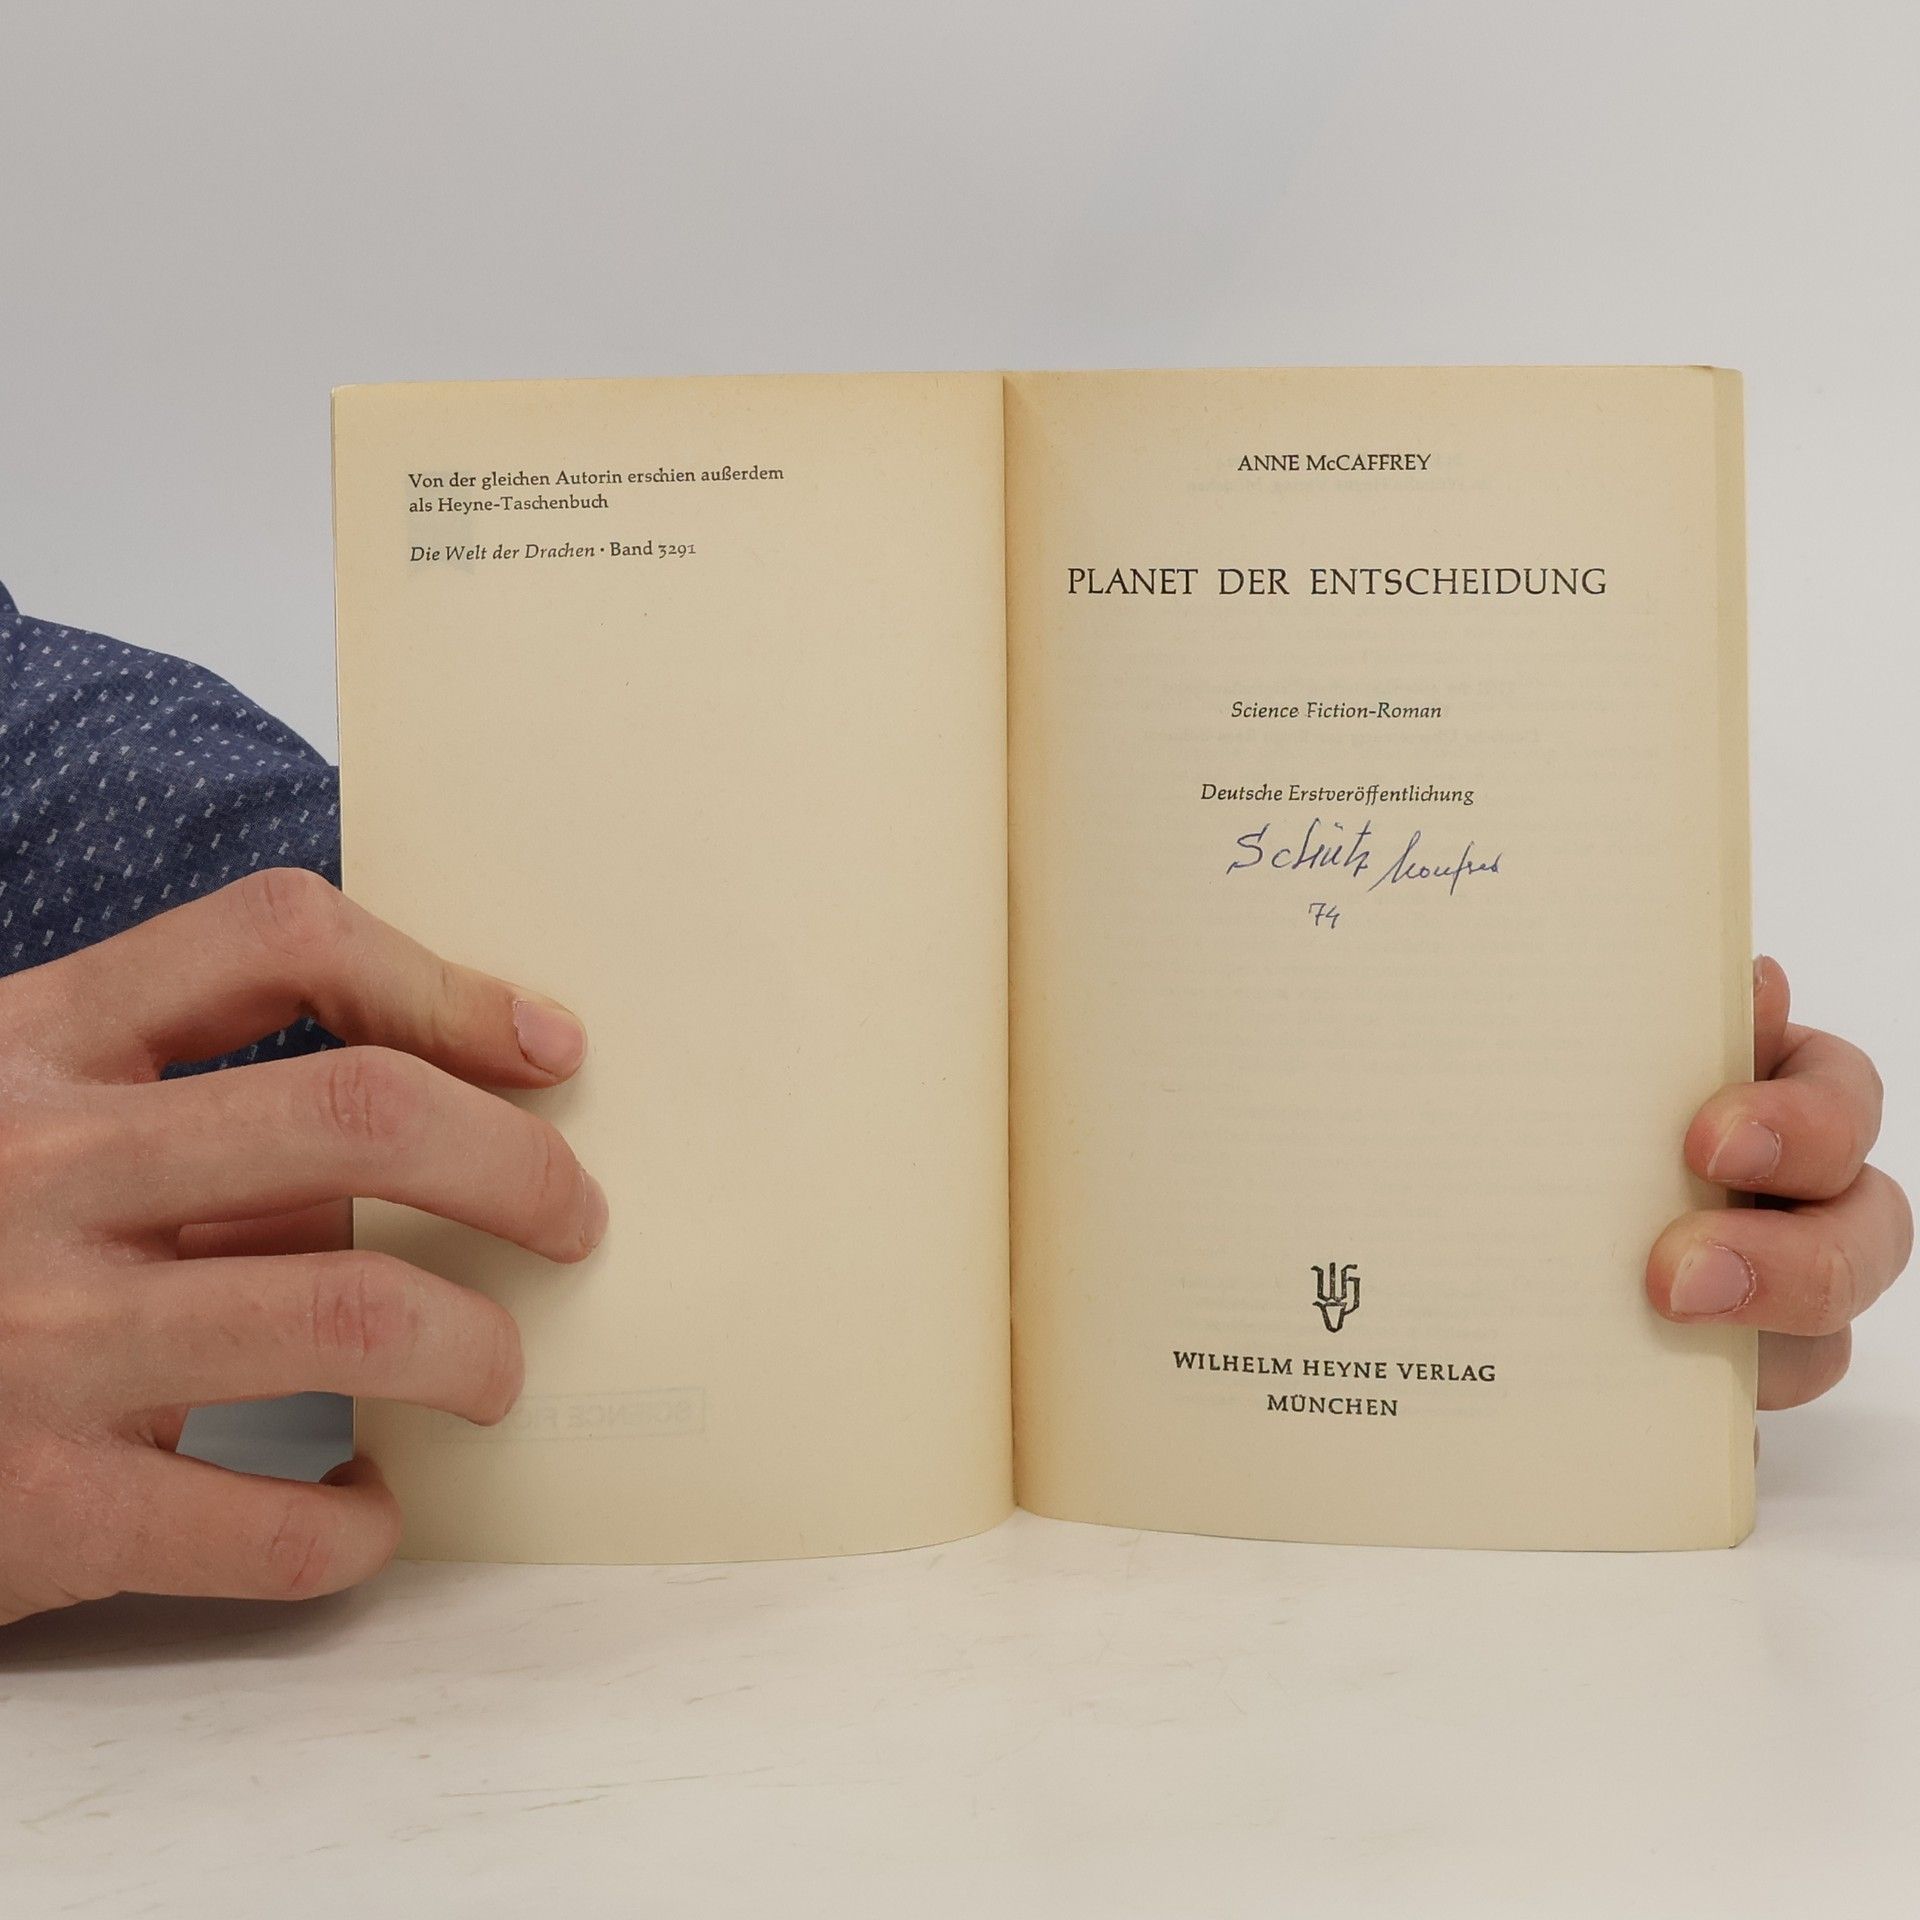 Von der gleichen Autorin erschien außerdem
als Heyne-Taschenbuch
Die Welt der Drachen • Band 3291
ANNE McCAFFREY
PLANET DER ENTSCHEIDUNG
Science Fiction-Roman
Deutsche Erstveröffentlichung
Schütz Manfred
74
WHV
WILHELM HEYNE VERLAG
MÜNCHEN